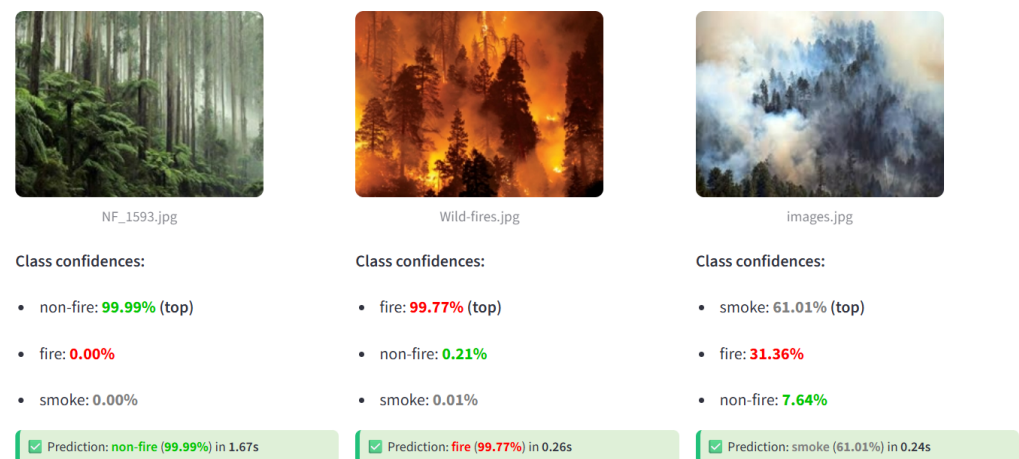 NF_1593.jpg
Class confidences:
• non-fire: 99.99% (top)
• fire: 0.00%
• smoke: 0.00%
✅ Prediction: non-fire (99.99%) in 1.67s
Wild-fires.jpg
Class confidences:
• fire: 99.77% (top)
• non-fire: 0.21%
• smoke: 0.01%
✅ Prediction: fire (99.77%) in 0.26s
images.jpg
Class confidences:
• smoke: 61.01% (top)
• fire: 31.36%
• non-fire: 7.64%
✅ Prediction: smoke (61.01%) in 0.24s